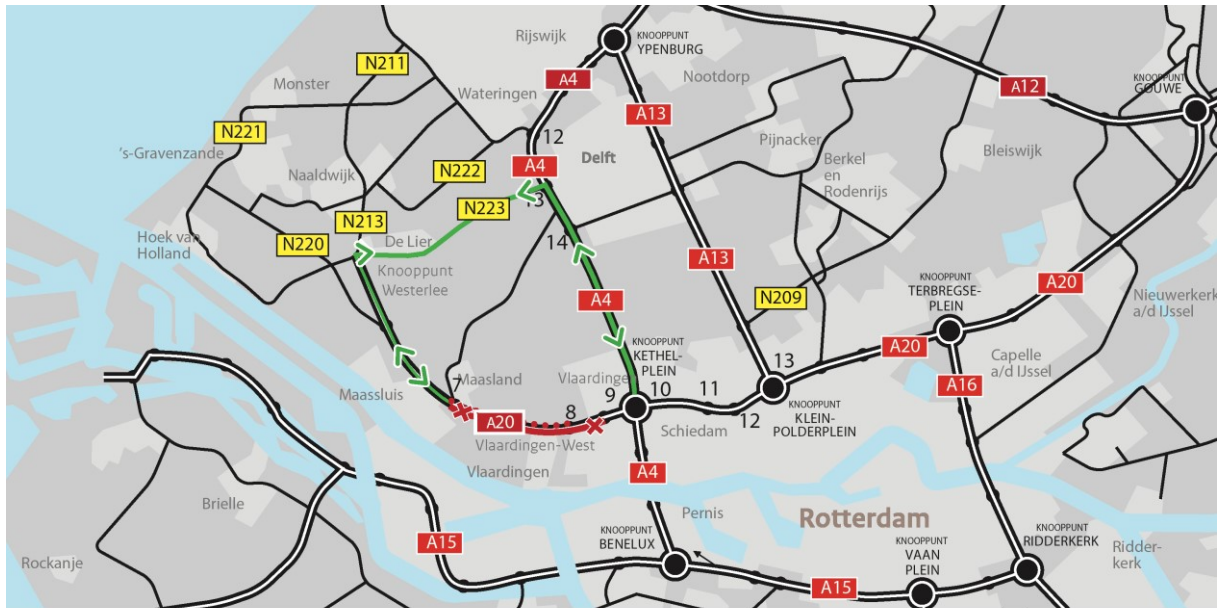 Rijswijk
KNOOPPUNT
YPENBURG
N211
A4
Nootdorp
KNOOPPUNT
GOUWE
Monster
Wateringen
A12
A13
N221
12
Pijnacker
Bleiswijk
's-Gravenzande
Delft
N222
A4
Berkel
en
Rodenrijs
Naaldwijk
13
N223
N213
Hoek van
Holland
N220
De Lier
14
A13
Knooppunt
Westerlee
KNOOPPUNT
TERBREGSE-
PLEIN
A20
A4
N209
Nieuwerkerk
a/d IJssel
KNOOPPUNT
KETHEL-
PLEIN
A20
13
Capelle
a/d IJssel
Maassluis
7
Maasland
Vlaardinge
9
10
11
12
A16
KNOOPPUNT
KLEIN-
POLDERPLEIN
A20
8
Schiedam
Vlaardingen-West
Vlaardingen
A4
Brielle
Pernis
Rotterdam
KNOOPPUNT
BENELUX
KNOOPPUNT
RIDDERKERK
A15
KNOOPPUNT
VAAN
PLEIN
Ridder-
kerk
Rockanje
A15